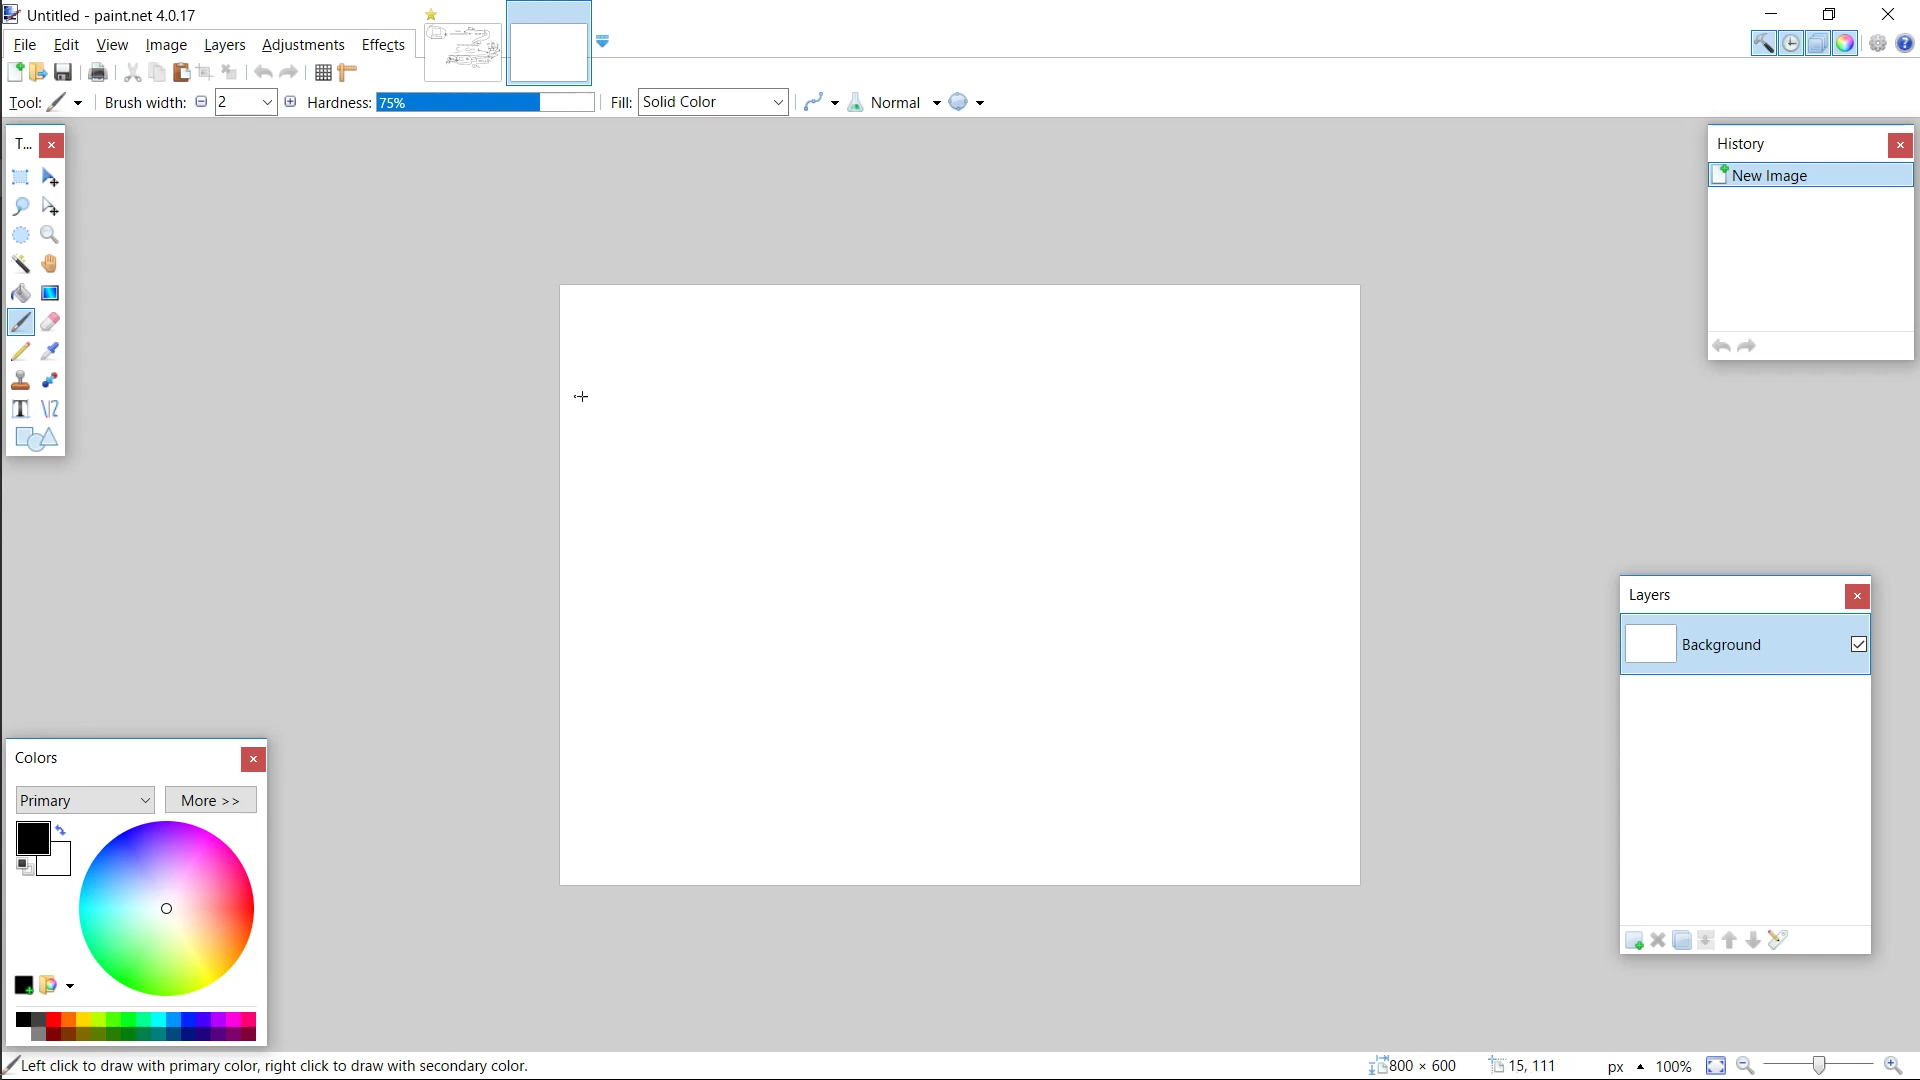 Untitled - paint.net 4.0.17
File Edit View Image Layers Adjustments Effects
Tool: Brush width: 2 Hardness: 75% Fill: Solid Color Normal
T...
History
New Image
Layers
Background
Colors
Primary More >>
Left click to draw with primary color, right click to draw with secondary color.
800 × 600 15, 111 px 100%